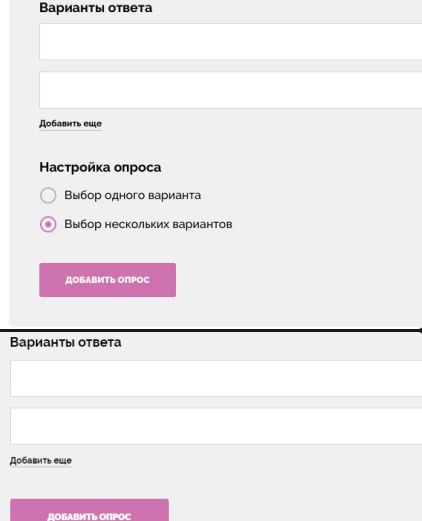 Варианты ответа
Добавить еще
Настройка опроса
Выбор одного варианта
Выбор нескольких вариантов
ДОБАВИТЬ ОПРОС
Варианты ответа
Добавить еще
ДОБАВИТЬ ОПРОС